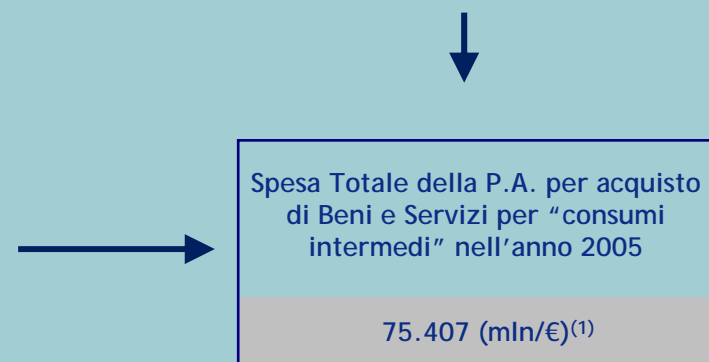 Spesa Totale della P.A. per acquisto
di Beni e Servizi per “consumi
intermedi” nell’anno 2005
75.407 (mln/€)(1)